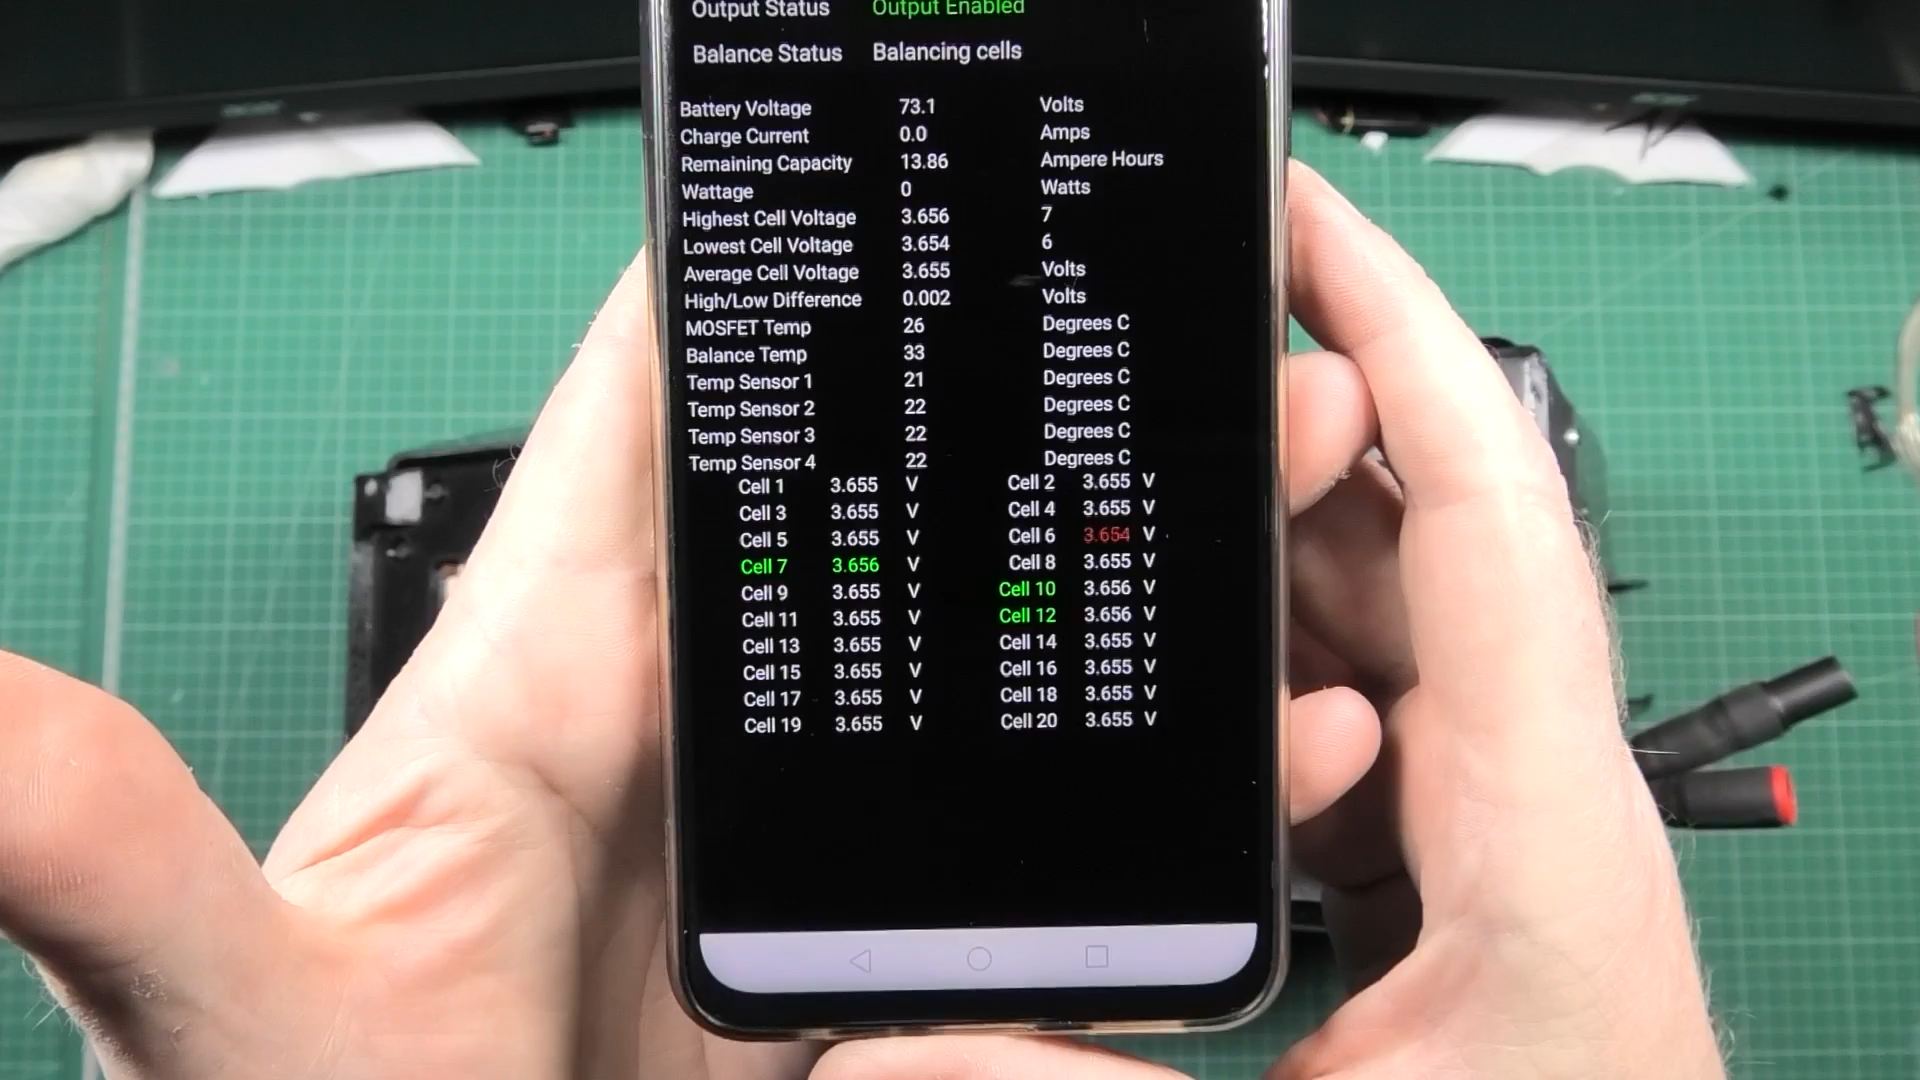 Output Status Output Enabled
Balance Status Balancing cells
Battery Voltage 73.1 Volts
Charge Current 0.0 Amps
Remaining Capacity 13.86 Ampere Hours
Wattage 0 Watts
Highest Cell Voltage 3.656 7
Lowest Cell Voltage 3.654 6
Average Cell Voltage 3.655 Volts
High/Low Difference 0.002 Volts
MOSFET Temp 26 Degrees C
Balance Temp 33 Degrees C
Temp Sensor 1 21 Degrees C
Temp Sensor 2 22 Degrees C
Temp Sensor 3 22 Degrees C
Temp Sensor 4 22 Degrees C
Cell 1 3.655 V Cell 2 3.655 V
Cell 3 3.655 V Cell 4 3.655 V
Cell 5 3.655 V Cell 6 3.654 V
Cell 7 3.656 V Cell 8 3.655 V
Cell 9 3.655 V Cell 10 3.656 V
Cell 11 3.655 V Cell 12 3.656 V
Cell 13 3.655 V Cell 14 3.655 V
Cell 15 3.655 V Cell 16 3.655 V
Cell 17 3.655 V Cell 18 3.655 V
Cell 19 3.655 V Cell 20 3.655 V